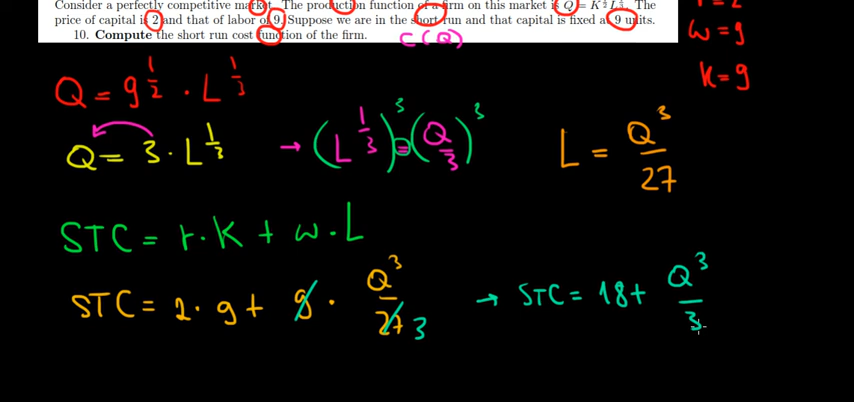 Consider a perfectly competitive market. The production function of a firm on this market is Q = K^½ L^⅓. The
price of capital is 2 and that of labor of 9. Suppose we are in the short run and that capital is fixed at 9 units.
10. Compute the short run cost function of the firm.
C(Q)
w = 9
K = 9
Q = 9^(1/2) · L^(1/3)
Q = 3 · L^(1/3) → (L^(1/3))^3 = (Q/3)^3
L = Q^3/27
STC = r · K + w · L
STC = 2 · 9 + 9 · Q^3/27 3 → STC = 18 + Q^3/3